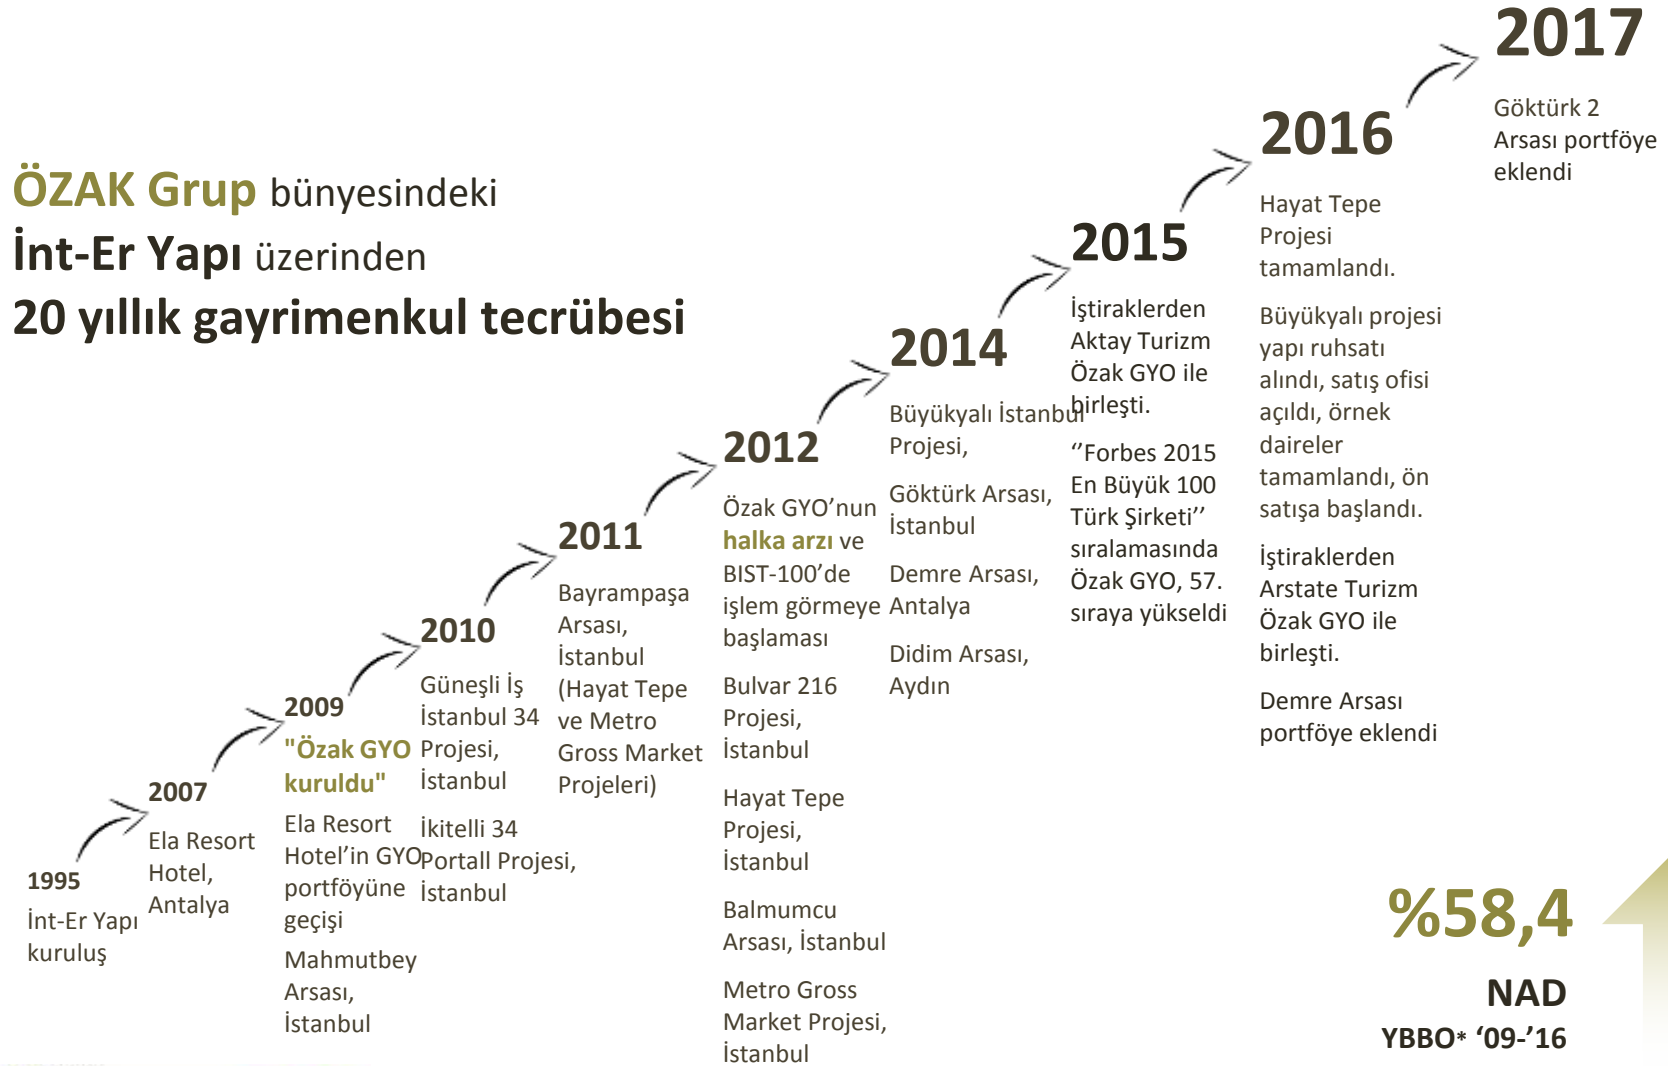 ÖZAK Grup bünyesindeki
İnt-Er Yapı üzerinden
20 yıllık gayrimenkul tecrübesi
1995
İnt-Er Yapı
kuruluş
2007
Ela Resort
Hotel,
Antalya
2009
"Özak GYO
kuruldu"
Ela Resort
Hotel’in GYO
portföyüne
geçişi
Mahmutbey
Arsası,
İstanbul
2010
Güneşli İş
İstanbul 34
Projesi,
İstanbul
İkitelli 34
Portall Projesi,
İstanbul
2011
Bayrampaşa
Arsası,
İstanbul
(Hayat Tepe
ve Metro
Gross Market
Projeleri)
2012
Özak GYO’nun
halka arzı ve
BIST-100’de
işlem görmeye
başlaması
Bulvar 216
Projesi,
İstanbul
Hayat Tepe
Projesi,
İstanbul
Balmumcu
Arsası, İstanbul
Metro Gross
Market Projesi,
İstanbul
2014
Büyükyalı İstanbul
Projesi,
Göktürk Arsası,
İstanbul
Demre Arsası,
Antalya
Didim Arsası,
Aydın
2015
İştiraklerden
Aktay Turizm
Özak GYO ile
birleşti.
‘’Forbes 2015
En Büyük 100
Türk Şirketi’’
sıralamasında
Özak GYO, 57.
sıraya yükseldi
2016
Hayat Tepe
Projesi
tamamlandı.
Büyükyalı projesi
yapı ruhsatı
alındı, satış ofisi
açıldı, örnek
daireler
tamamlandı, ön
satışa başlandı.
İştiraklerden
Arstate Turizm
Özak GYO ile
birleşti.
Demre Arsası
portföye eklendi
2017
Göktürk 2
Arsası portföye
eklendi
%58,4
NAD
YBBO* ‘09-’16